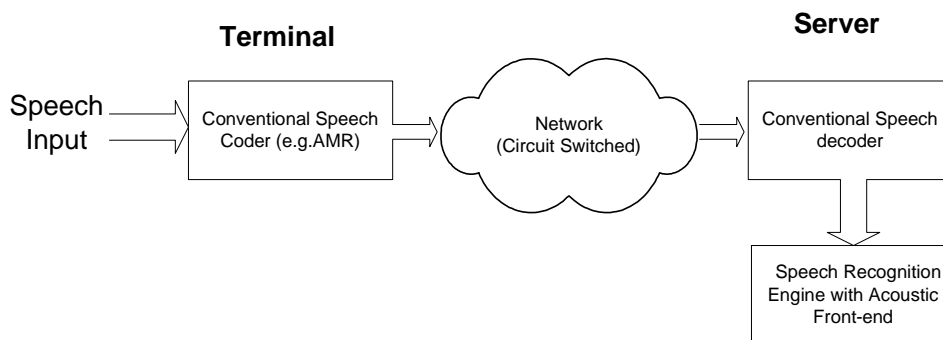 Terminal
Server
Speech
Input
Conventional Speech
Coder (e.g.AMR)
Network
(Circuit Switched)
Conventional Speech
decoder
Speech Recognition
Engine with Acoustic
Front-end